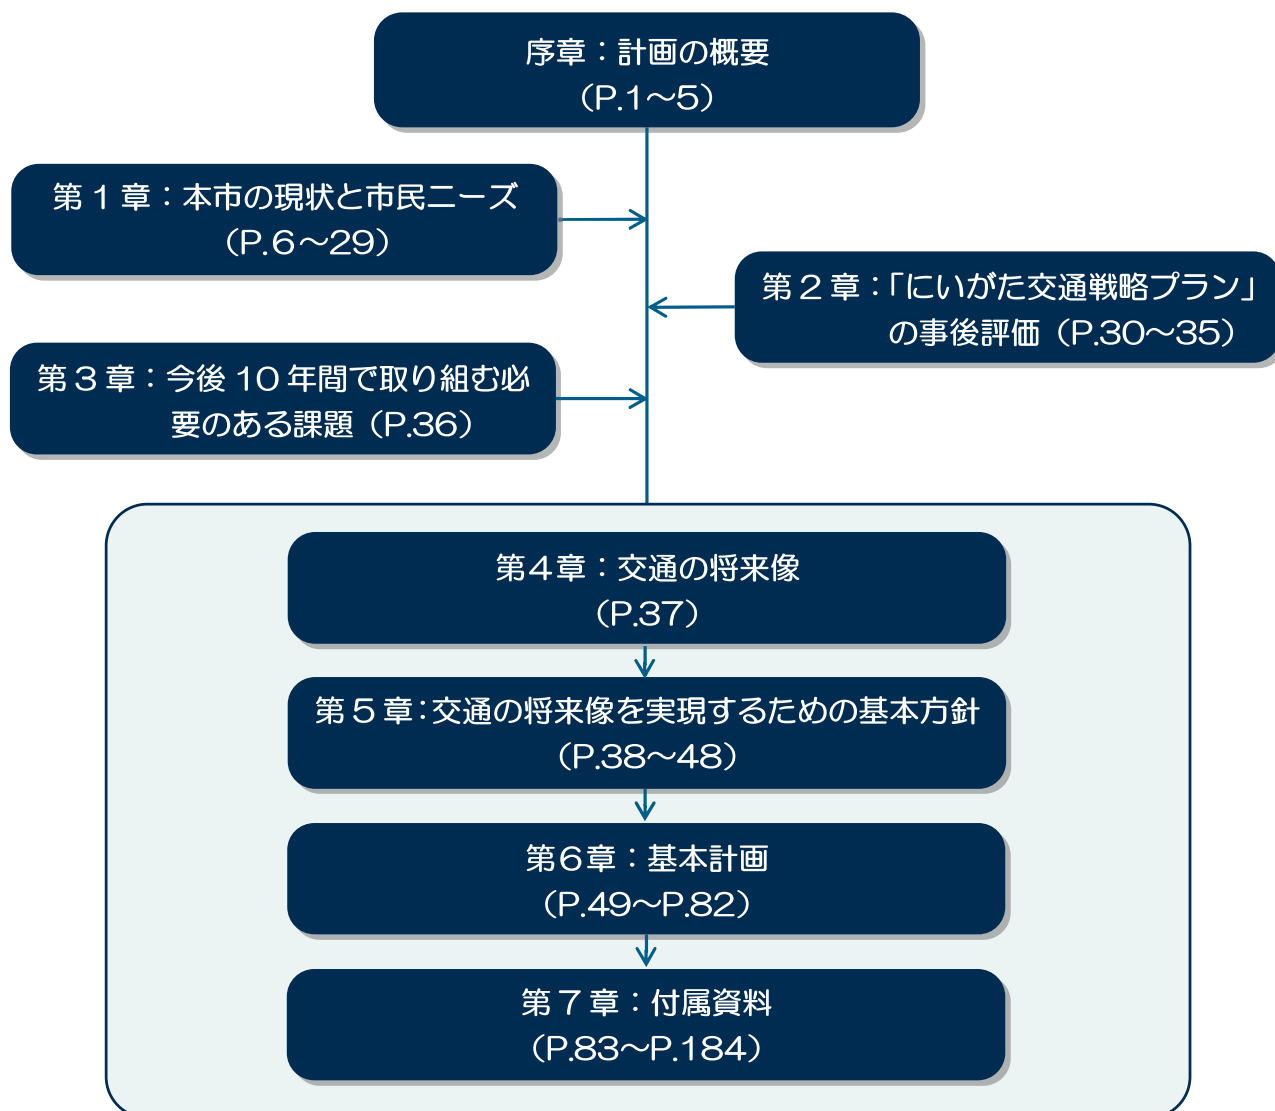 序章：計画の概要
（P.1～5）
第１章：本市の現状と市民ニーズ
（P.6～29）
第２章：「にいがた交通戦略プラン」
の事後評価（P.30～35）
第３章：今後 10 年間で取り組む必
要のある課題（P.36）
第４章：交通の将来像
（P.37）
第５章：交通の将来像を実現するための基本方針
（P.38～48）
第６章：基本計画
（P.49～P.82）
第７章：付属資料
（P.83～P.184）